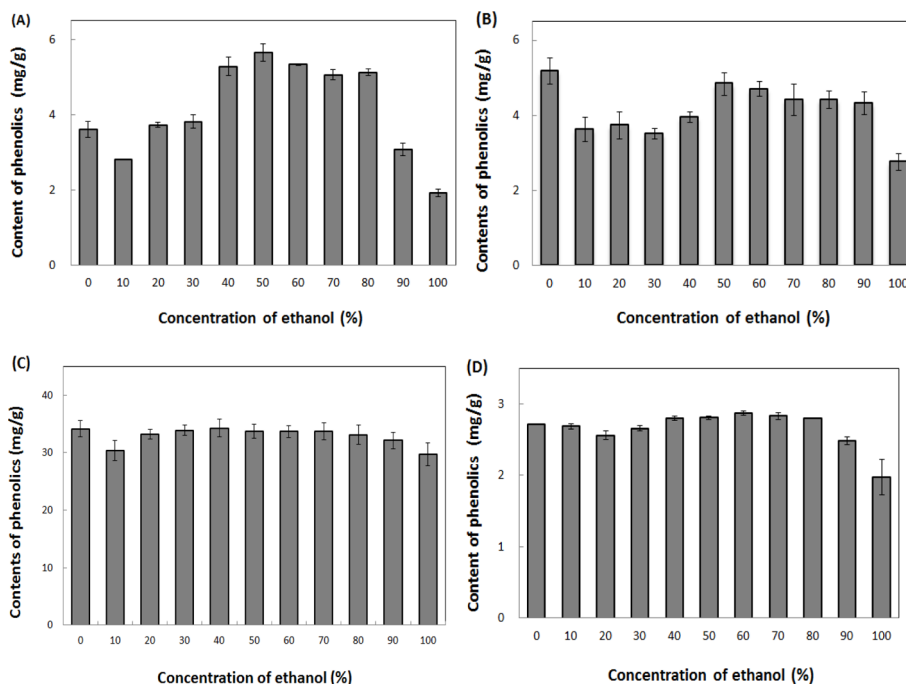 (A)
Content of phenolics (mg/g)
6
4
2
0
0 10 20 30 40 50 60 70 80 90 100
Concentration of ethanol (%)
(B)
Contents of phenolics (mg/g)
6
4
2
0
0 10 20 30 40 50 60 70 80 90 100
Concentration of ethanol (%)
(C)
Contents of phenolics (mg/g)
40
30
20
10
0
0 10 20 30 40 50 60 70 80 90 100
Concentration of ethanol (%)
(D)
Content of phenolics (mg/g)
3
2
1
0
0 10 20 30 40 50 60 70 80 90 100
Concentration of ethanol (%)